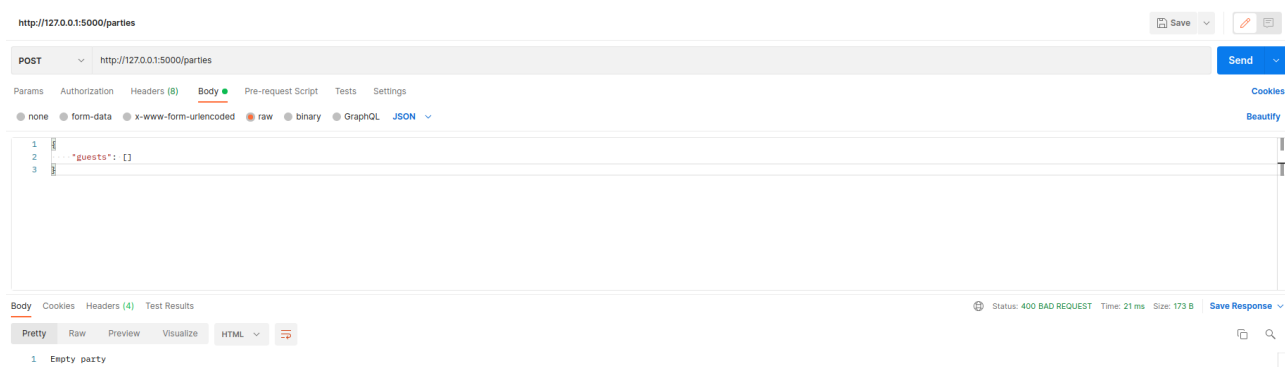 http://127.0.0.1:5000/parties
Save
POST
http://127.0.0.1:5000/parties
Send
Params Authorization Headers (8) Body Pre-request Script Tests Settings Cookies
none form-data x-www-form-urlencoded raw binary GraphQL JSON Beautify
1 {
2 ····"guests": []
3 }
Body Cookies Headers (4) Test Results Status: 400 BAD REQUEST Time: 21 ms Size: 173 B Save Response
Pretty Raw Preview Visualize HTML
1 Empty party